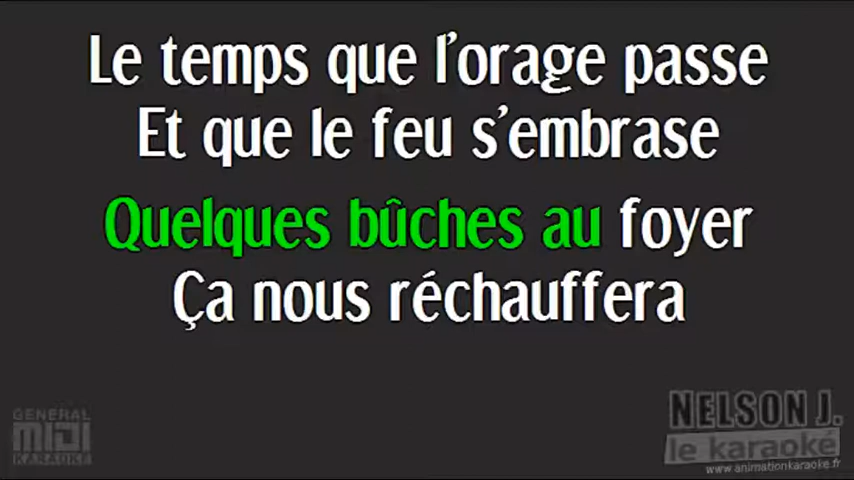 Le temps que l'orage passe
Et que le feu s'embrase
Quelques bûches au foyer
Ça nous réchauffera
GENERAL
MIDI
KARAOKE
NELSON J.
le karaoké
www.animationkaraoke.fr